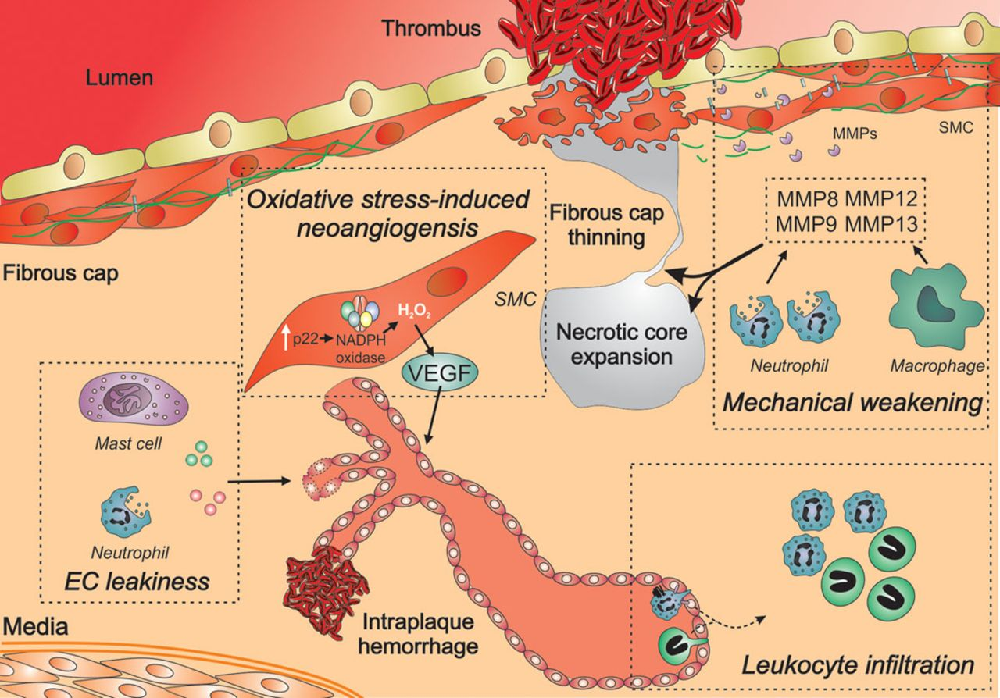 Thrombus
Lumen
MMPs
SMC
Oxidative stress-induced
neoangiogensis
Fibrous cap
thinning
MMP8 MMP12
MMP9 MMP13
Fibrous cap
SMC
H₂O₂
p22
NADPH
oxidase
VEGF
Necrotic core
expansion
Neutrophil
Macrophage
Mechanical weakening
Mast cell
Neutrophil
EC leakiness
Media
Intraplaque
hemorrhage
Leukocyte infiltration